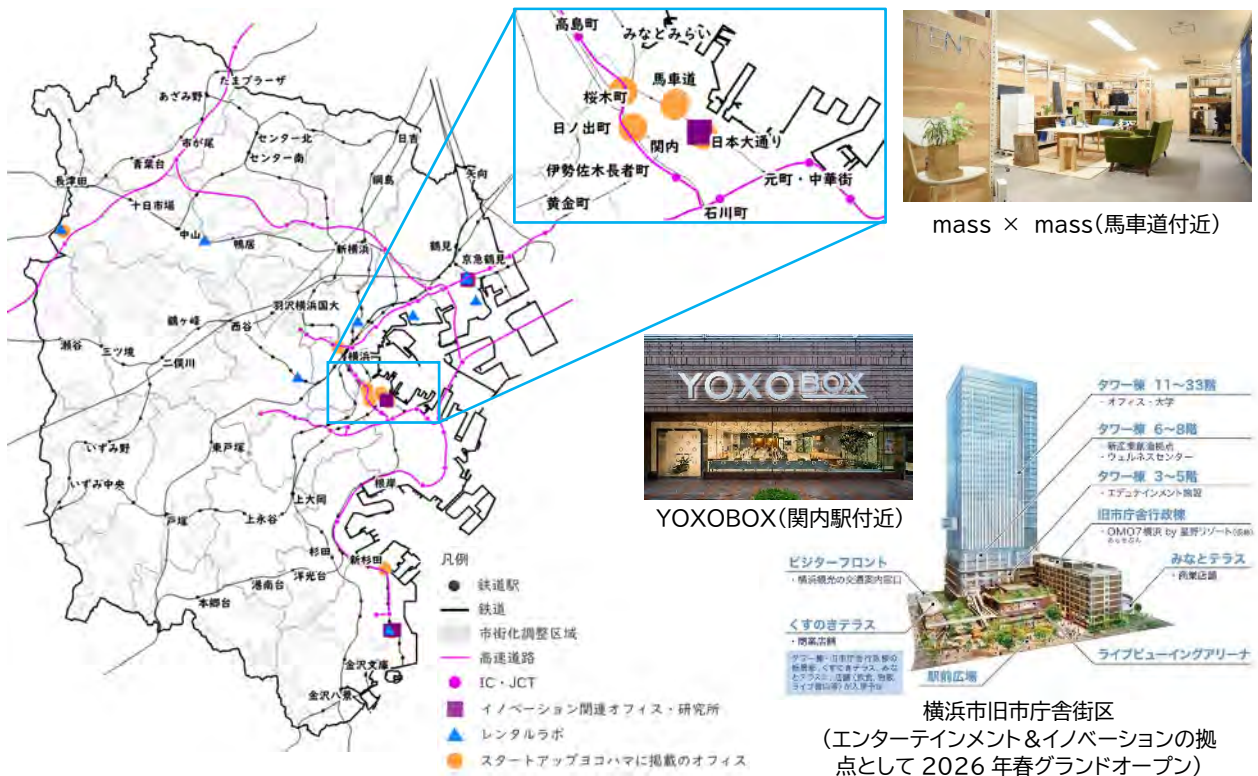 たまプラーザ
あざみ野
センター北
日吉
市が尾
センター南
青葉台
綱島
矢向
長津田
十日市場
中山
鴨居
新横浜
鶴見
京急鶴見
羽沢横浜国大
鶴ヶ峰
西谷
瀬谷
三ツ境
二俣川
横浜
いずみ野
東戸塚
いずみ中央
上大岡
根岸
戸塚
上永谷
杉田
新杉田
港南台
洋光台
本郷台
金沢文庫
金沢八景
高島町
みなとみらい
馬車道
桜木町
日ノ出町
関内
日本大通り
伊勢佐木長者町
元町・中華街
黄金町
石川町
凡例
鉄道駅
鉄道
市街化調整区域
高速道路
IC・JCT
イノベーション関連オフィス・研究所
レンタルラボ
スタートアップヨコハマに掲載のオフィス
TENT
mass × mass(馬車道付近)
YOXOBOX
YOXOBOX(関内駅付近)
タワー棟 11~33階
・オフィス・大学
タワー棟 6~8階
・新産業創造拠点
・ウェルネスセンター
タワー棟 3~5階
・エデュテインメント施設
旧市庁舎行政棟
・OMO7横浜 by 星野リゾート
みなとテラス
・商業店舗
ビジターフロント
・横浜観光の交通案内窓口
くすのきテラス
・商業店舗
ライブビューイングアリーナ
駅前広場
横浜市旧市庁舎街区
(エンターテインメント&イノベーションの拠
点として 2026 年春グランドオープン)